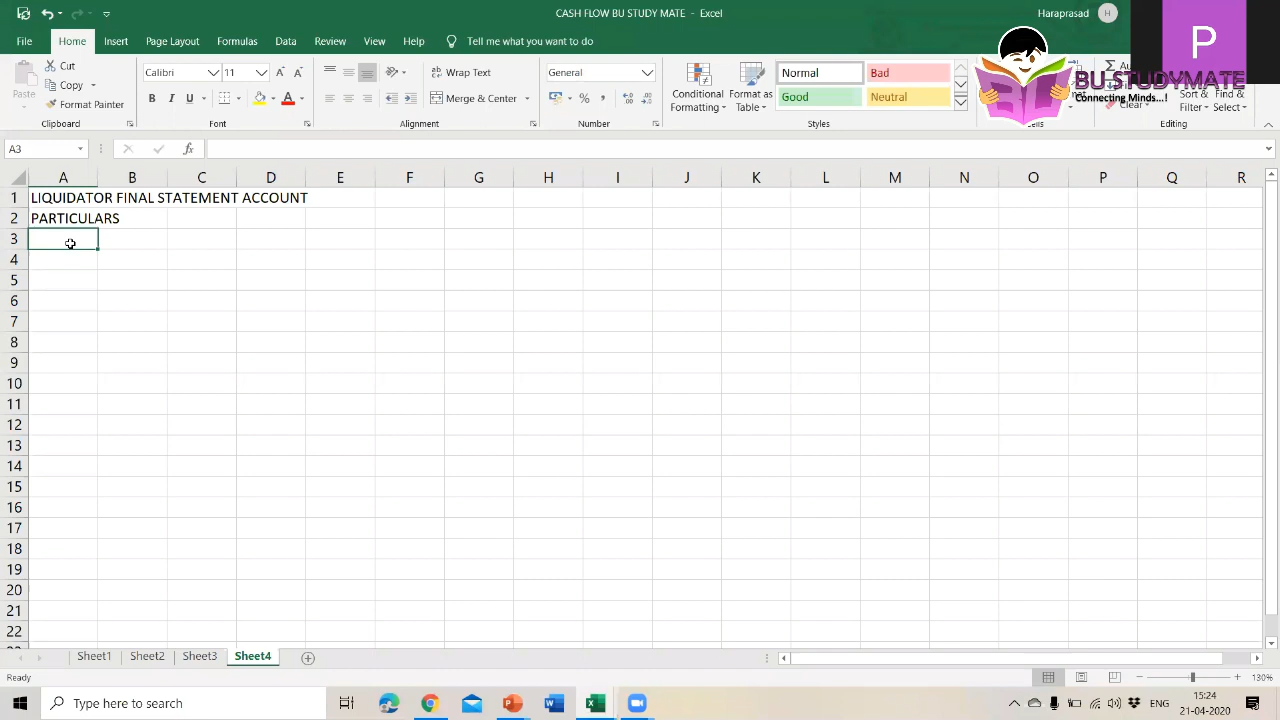 CASH FLOW BU STUDY MATE - Excel
Haraprasad
H
P
File
Home
Insert
Page Layout
Formulas
Data
Review
View
Help
Tell me what you want to do
Cut
Copy
Paste
Format Painter
Clipboard
Calibri
11
B I U
Font
Wrap Text
Merge & Center
Alignment
General
Number
Conditional Formatting
Format as Table
Normal
Bad
Good
Neutral
Styles
BU STUDYMATE
Connecting Minds...!
Clear
Sort & Filter
Find & Select
Editing
A3
fx
A B C D E F G H I J K L M N O P Q R
1 LIQUIDATOR FINAL STATEMENT ACCOUNT
2 PARTICULARS
3
4
5
6
7
8
9
10
11
12
13
14
15
16
17
18
19
20
21
22
Sheet1
Sheet2
Sheet3
Sheet4
Ready
130%
Type here to search
ENG
15:24
21-04-2020